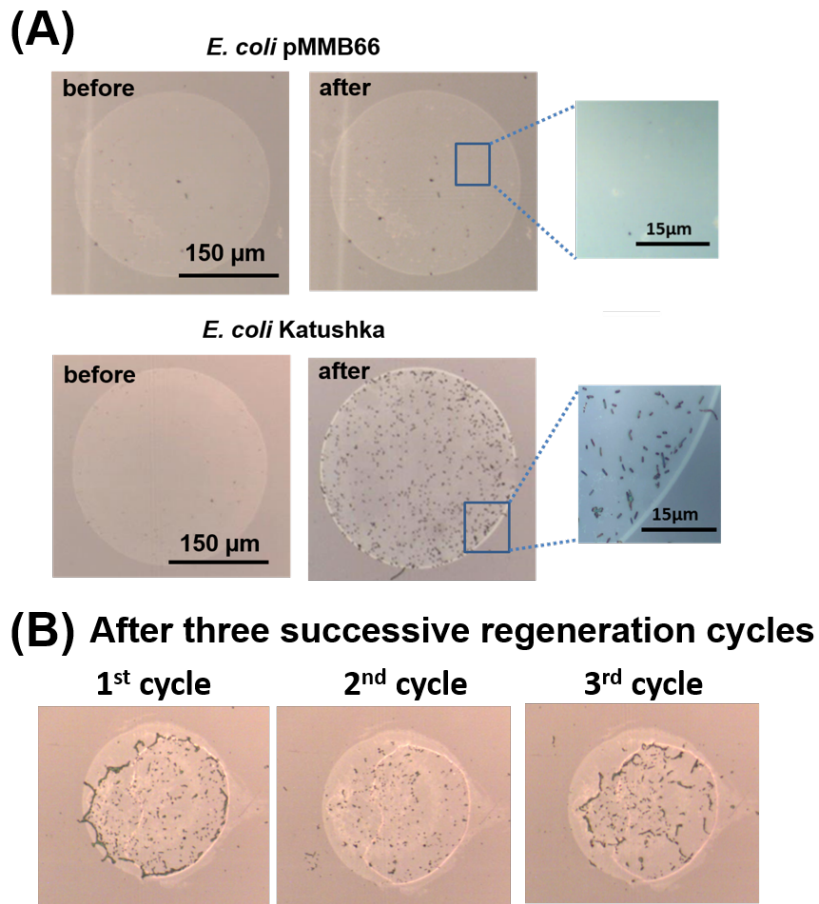 (A)
E. coli pMMB66
before
after
150 µm
15µm
E. coli Katushka
before
after
150 µm
15µm
(B) After three successive regeneration cycles
1st cycle
2nd cycle
3rd cycle